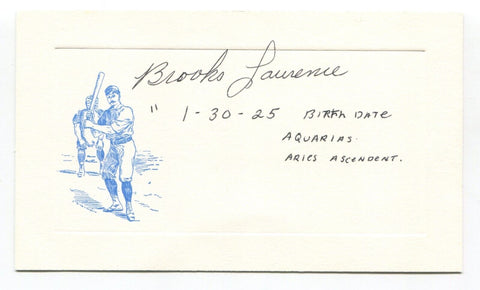 Brooks Lawrence
" 1-30-25 BIRTH DATE
AQUARIAS.
ARIES ASCENDENT.